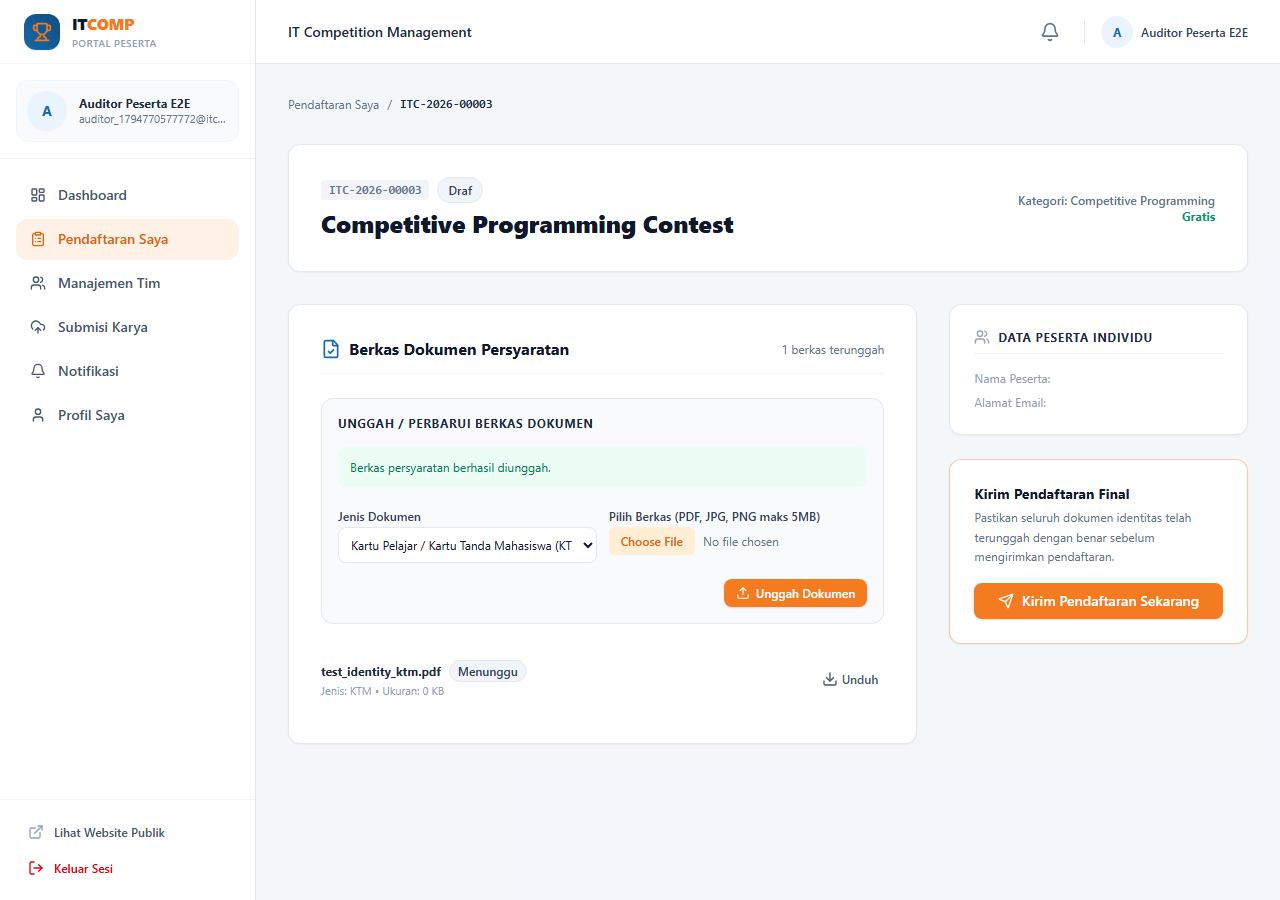 ITCOMP
PORTAL PESERTA
IT Competition Management
A
Auditor Peserta E2E
A
Auditor Peserta E2E
auditor_1794770577772@itc...
Dashboard
Pendaftaran Saya
Manajemen Tim
Submisi Karya
Notifikasi
Profil Saya
Lihat Website Publik
Keluar Sesi
Pendaftaran Saya / ITC-2026-00003
ITC-2026-00003 Draf
Competitive Programming Contest
Kategori: Competitive Programming
Gratis
Berkas Dokumen Persyaratan
1 berkas terunggah
UNGGAH / PERBARUI BERKAS DOKUMEN
Berkas persyaratan berhasil diunggah.
Jenis Dokumen
Kartu Pelajar / Kartu Tanda Mahasiswa (KT
Pilih Berkas (PDF, JPG, PNG maks 5MB)
Choose File No file chosen
Unggah Dokumen
test_identity_ktm.pdf Menunggu
Jenis: KTM • Ukuran: 0 KB
Unduh
DATA PESERTA INDIVIDU
Nama Peserta:
Alamat Email:
Kirim Pendaftaran Final
Pastikan seluruh dokumen identitas telah
terunggah dengan benar sebelum
mengirimkan pendaftaran.
Kirim Pendaftaran Sekarang